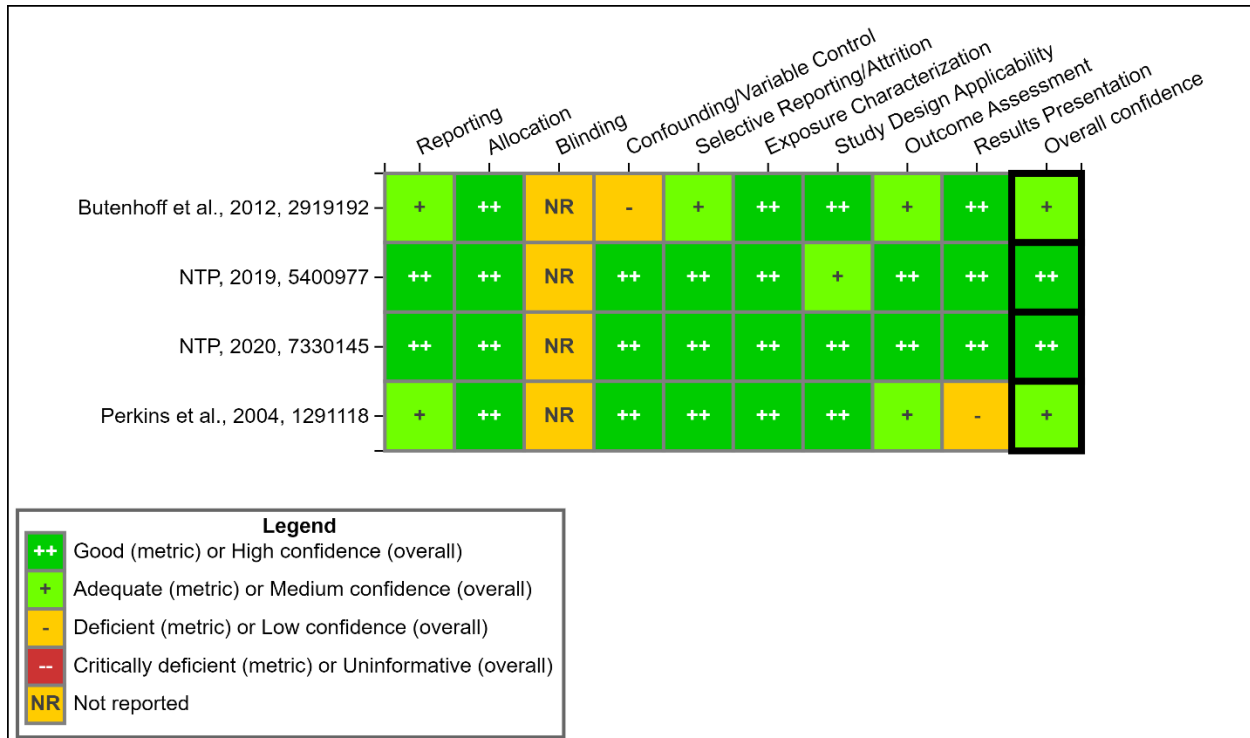 Reporting
Allocation
Blinding
Confounding/Variable Control
Selective Reporting/Attrition
Exposure Characterization
Study Design Applicability
Outcome Assessment
Results Presentation
Overall confidence
Butenhoff et al., 2012, 2919192 + ++ NR - + ++ ++ + ++ +
NTP, 2019, 5400977 ++ ++ NR ++ ++ ++ + ++ ++ ++
NTP, 2020, 7330145 ++ ++ NR ++ ++ ++ ++ ++ ++ ++
Perkins et al., 2004, 1291118 + ++ NR ++ ++ ++ ++ + - +
Legend
++ Good (metric) or High confidence (overall)
+ Adequate (metric) or Medium confidence (overall)
- Deficient (metric) or Low confidence (overall)
-- Critically deficient (metric) or Uninformative (overall)
NR Not reported